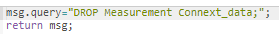 msg.query="DROP Measurement Connext_data;";
return msg;